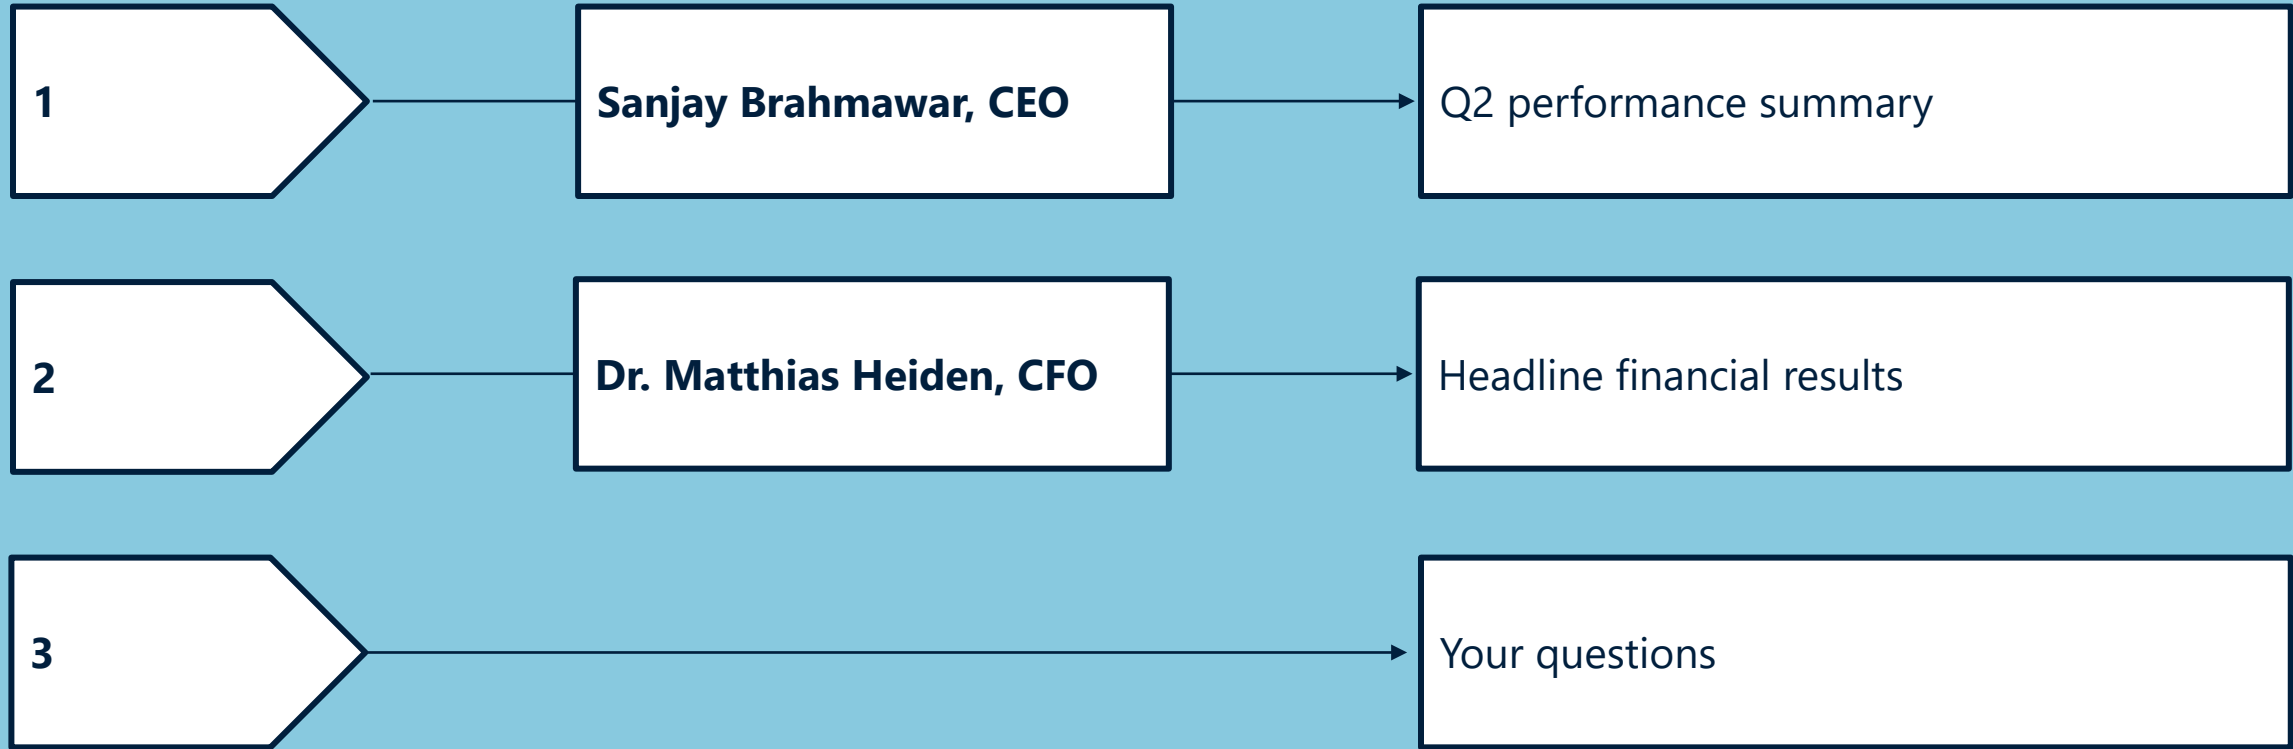 1
Sanjay Brahmawar, CEO
Q2 performance summary
2
Dr. Matthias Heiden, CFO
Headline financial results
3
Your questions